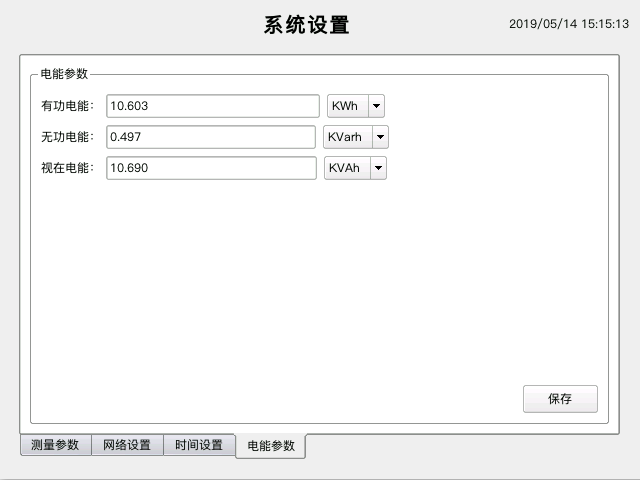 系统设置
2019/05/14 15:15:13
电能参数
有功电能： 10.603 KWh
无功电能： 0.497 KVarh
视在电能： 10.690 KVAh
保存
测量参数 网络设置 时间设置 电能参数